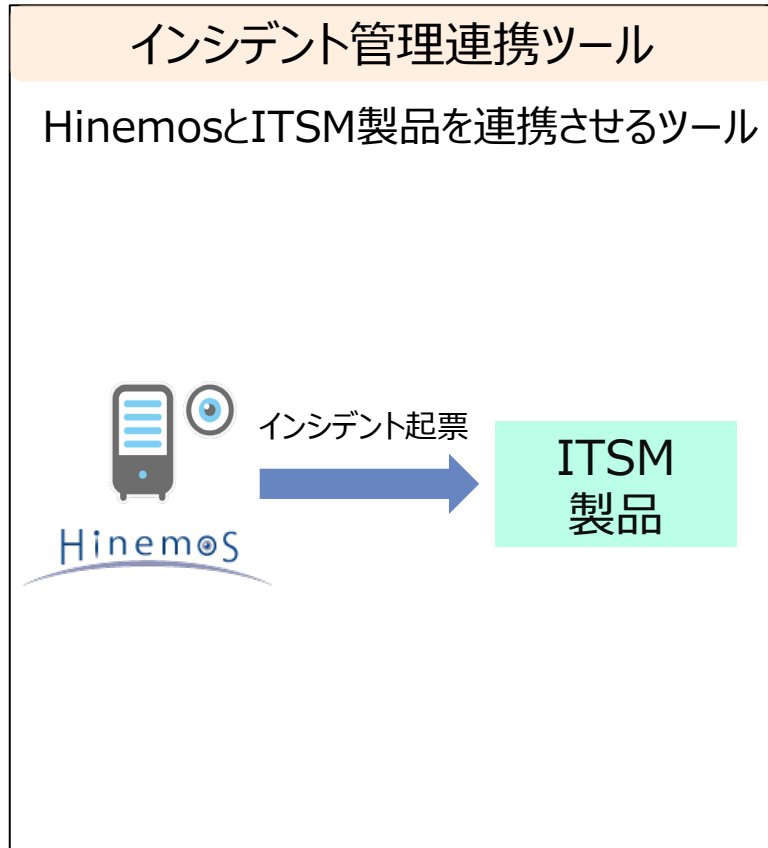 インシデント管理連携ツール
HinemosとITSM製品を連携させるツール
インシデント起票
ITSM
製品
Hinemos